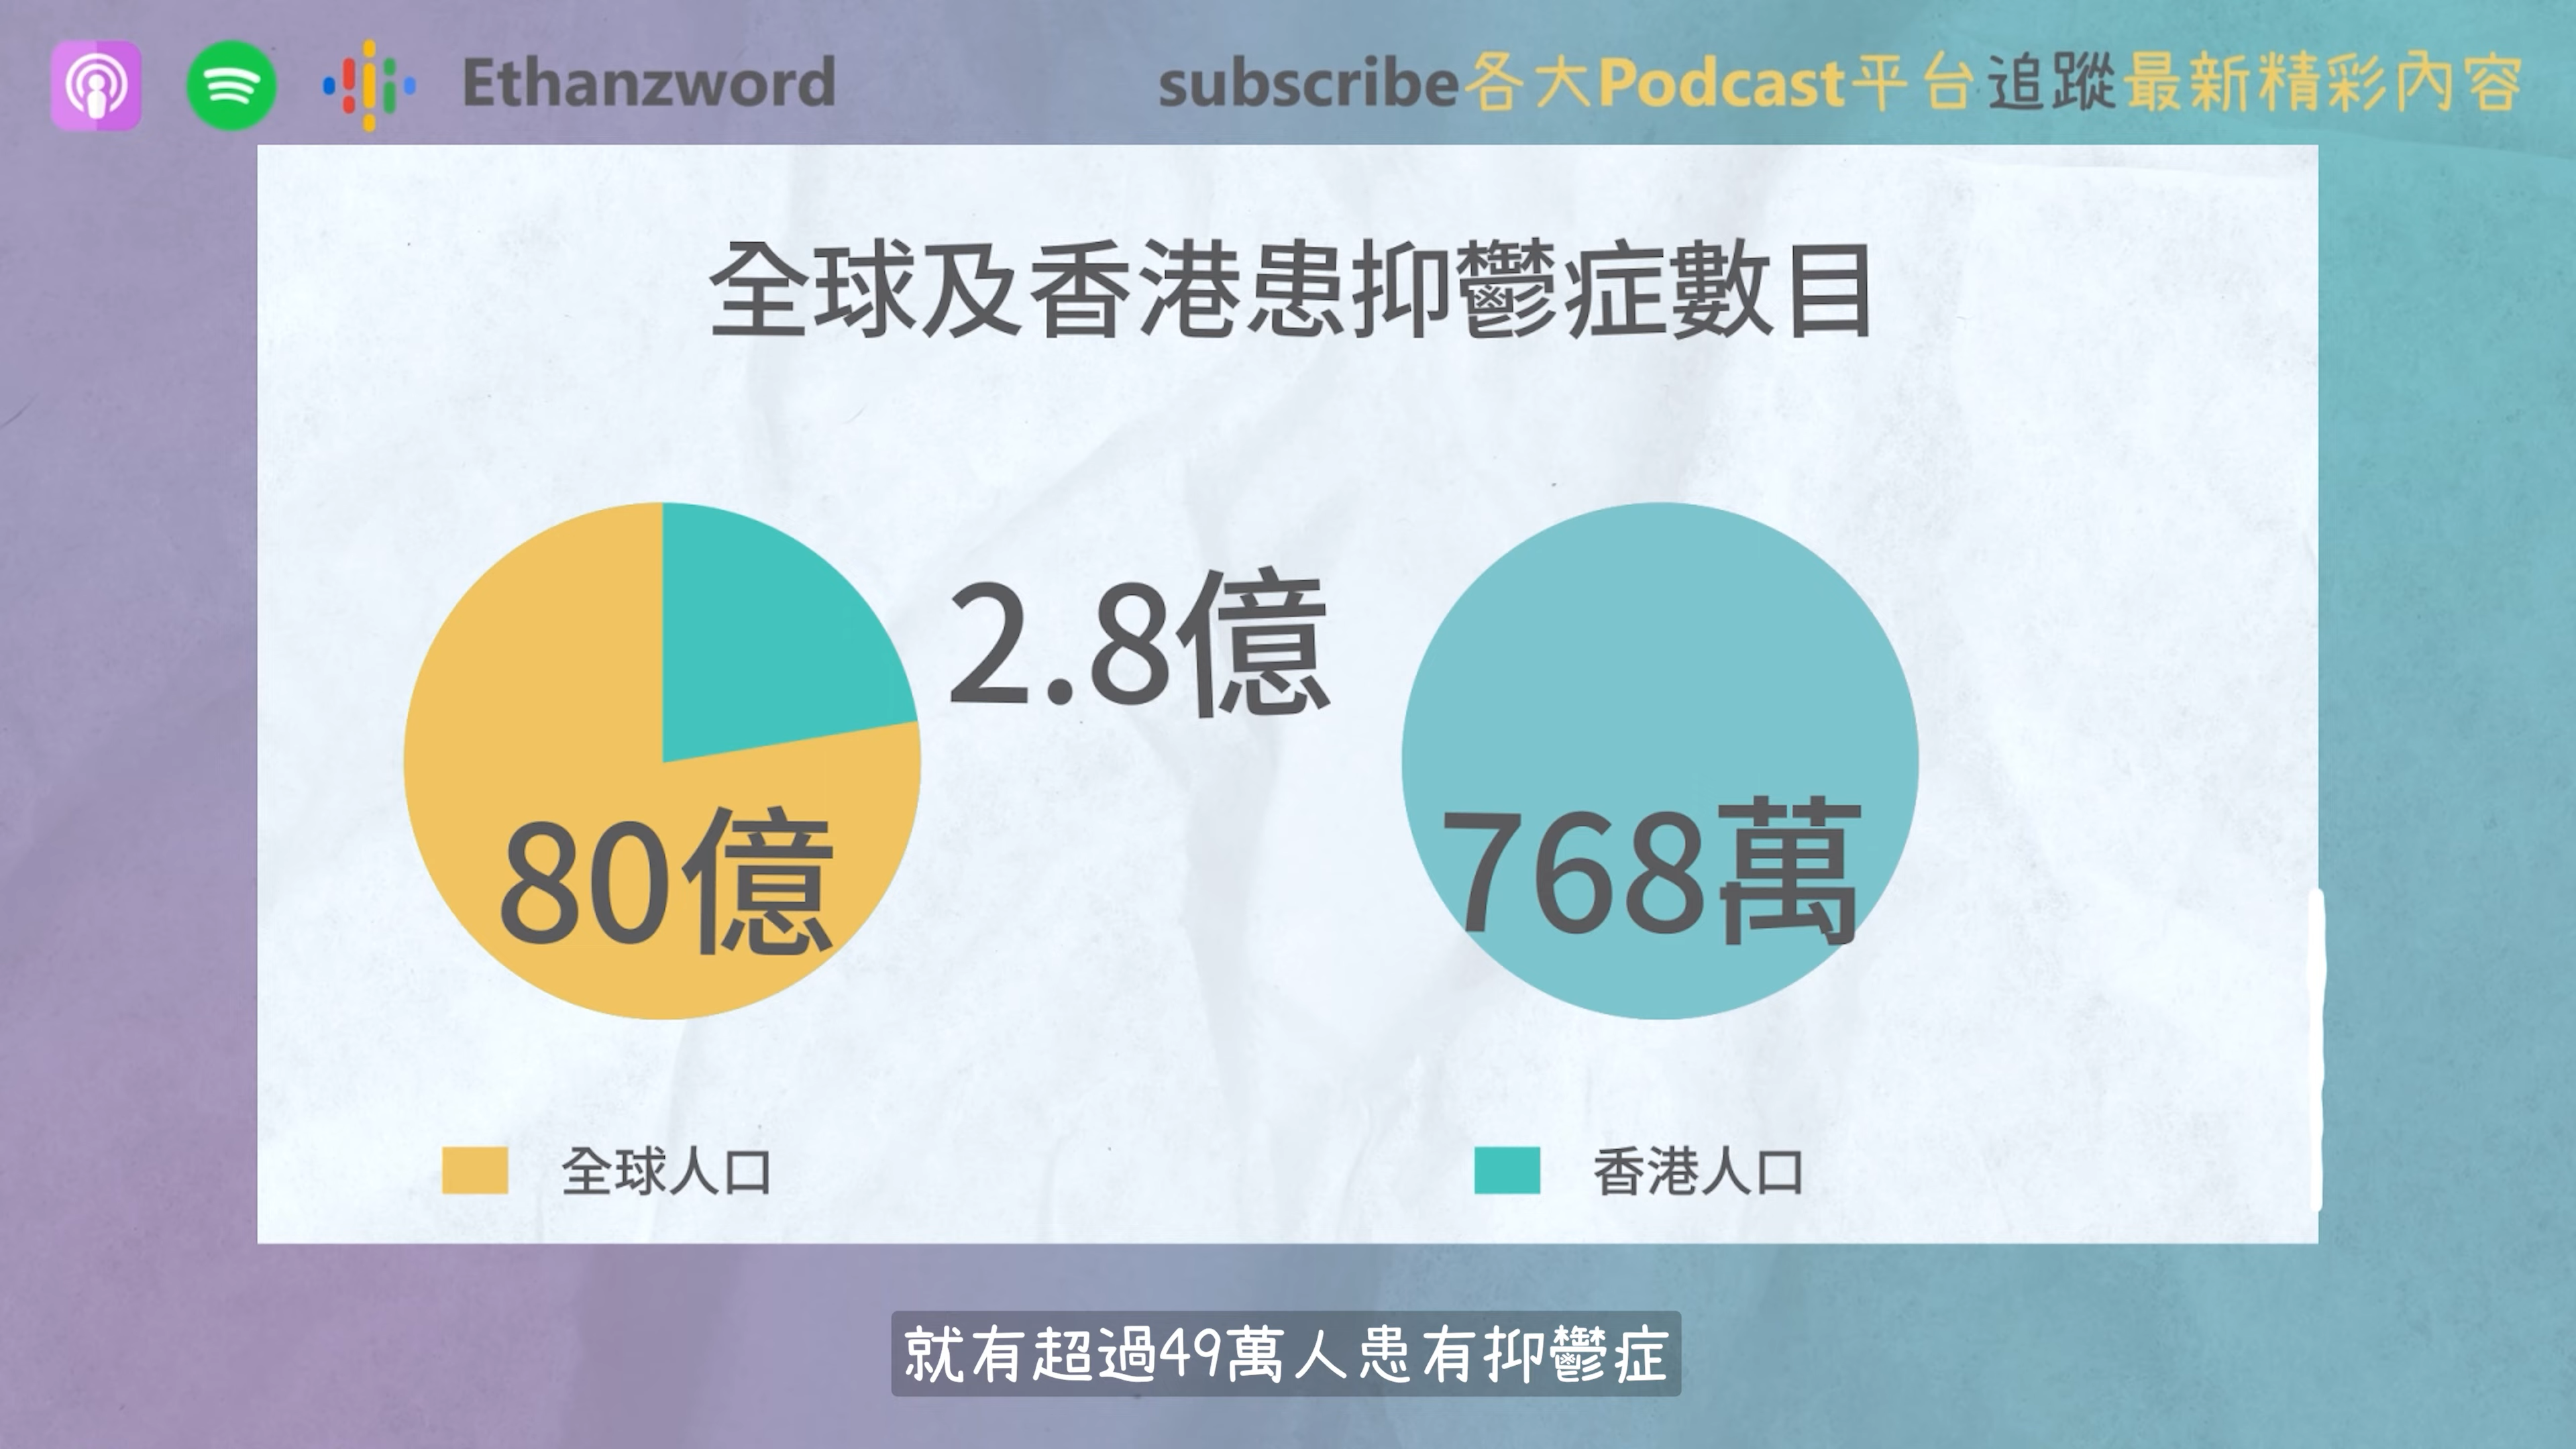 Ethanzword
subscribe各大Podcast平台追蹤最新精彩內容
全球及香港患抑鬱症數目
2.8億
80億
768萬
全球人口
香港人口
就有超過49萬人患有抑鬱症